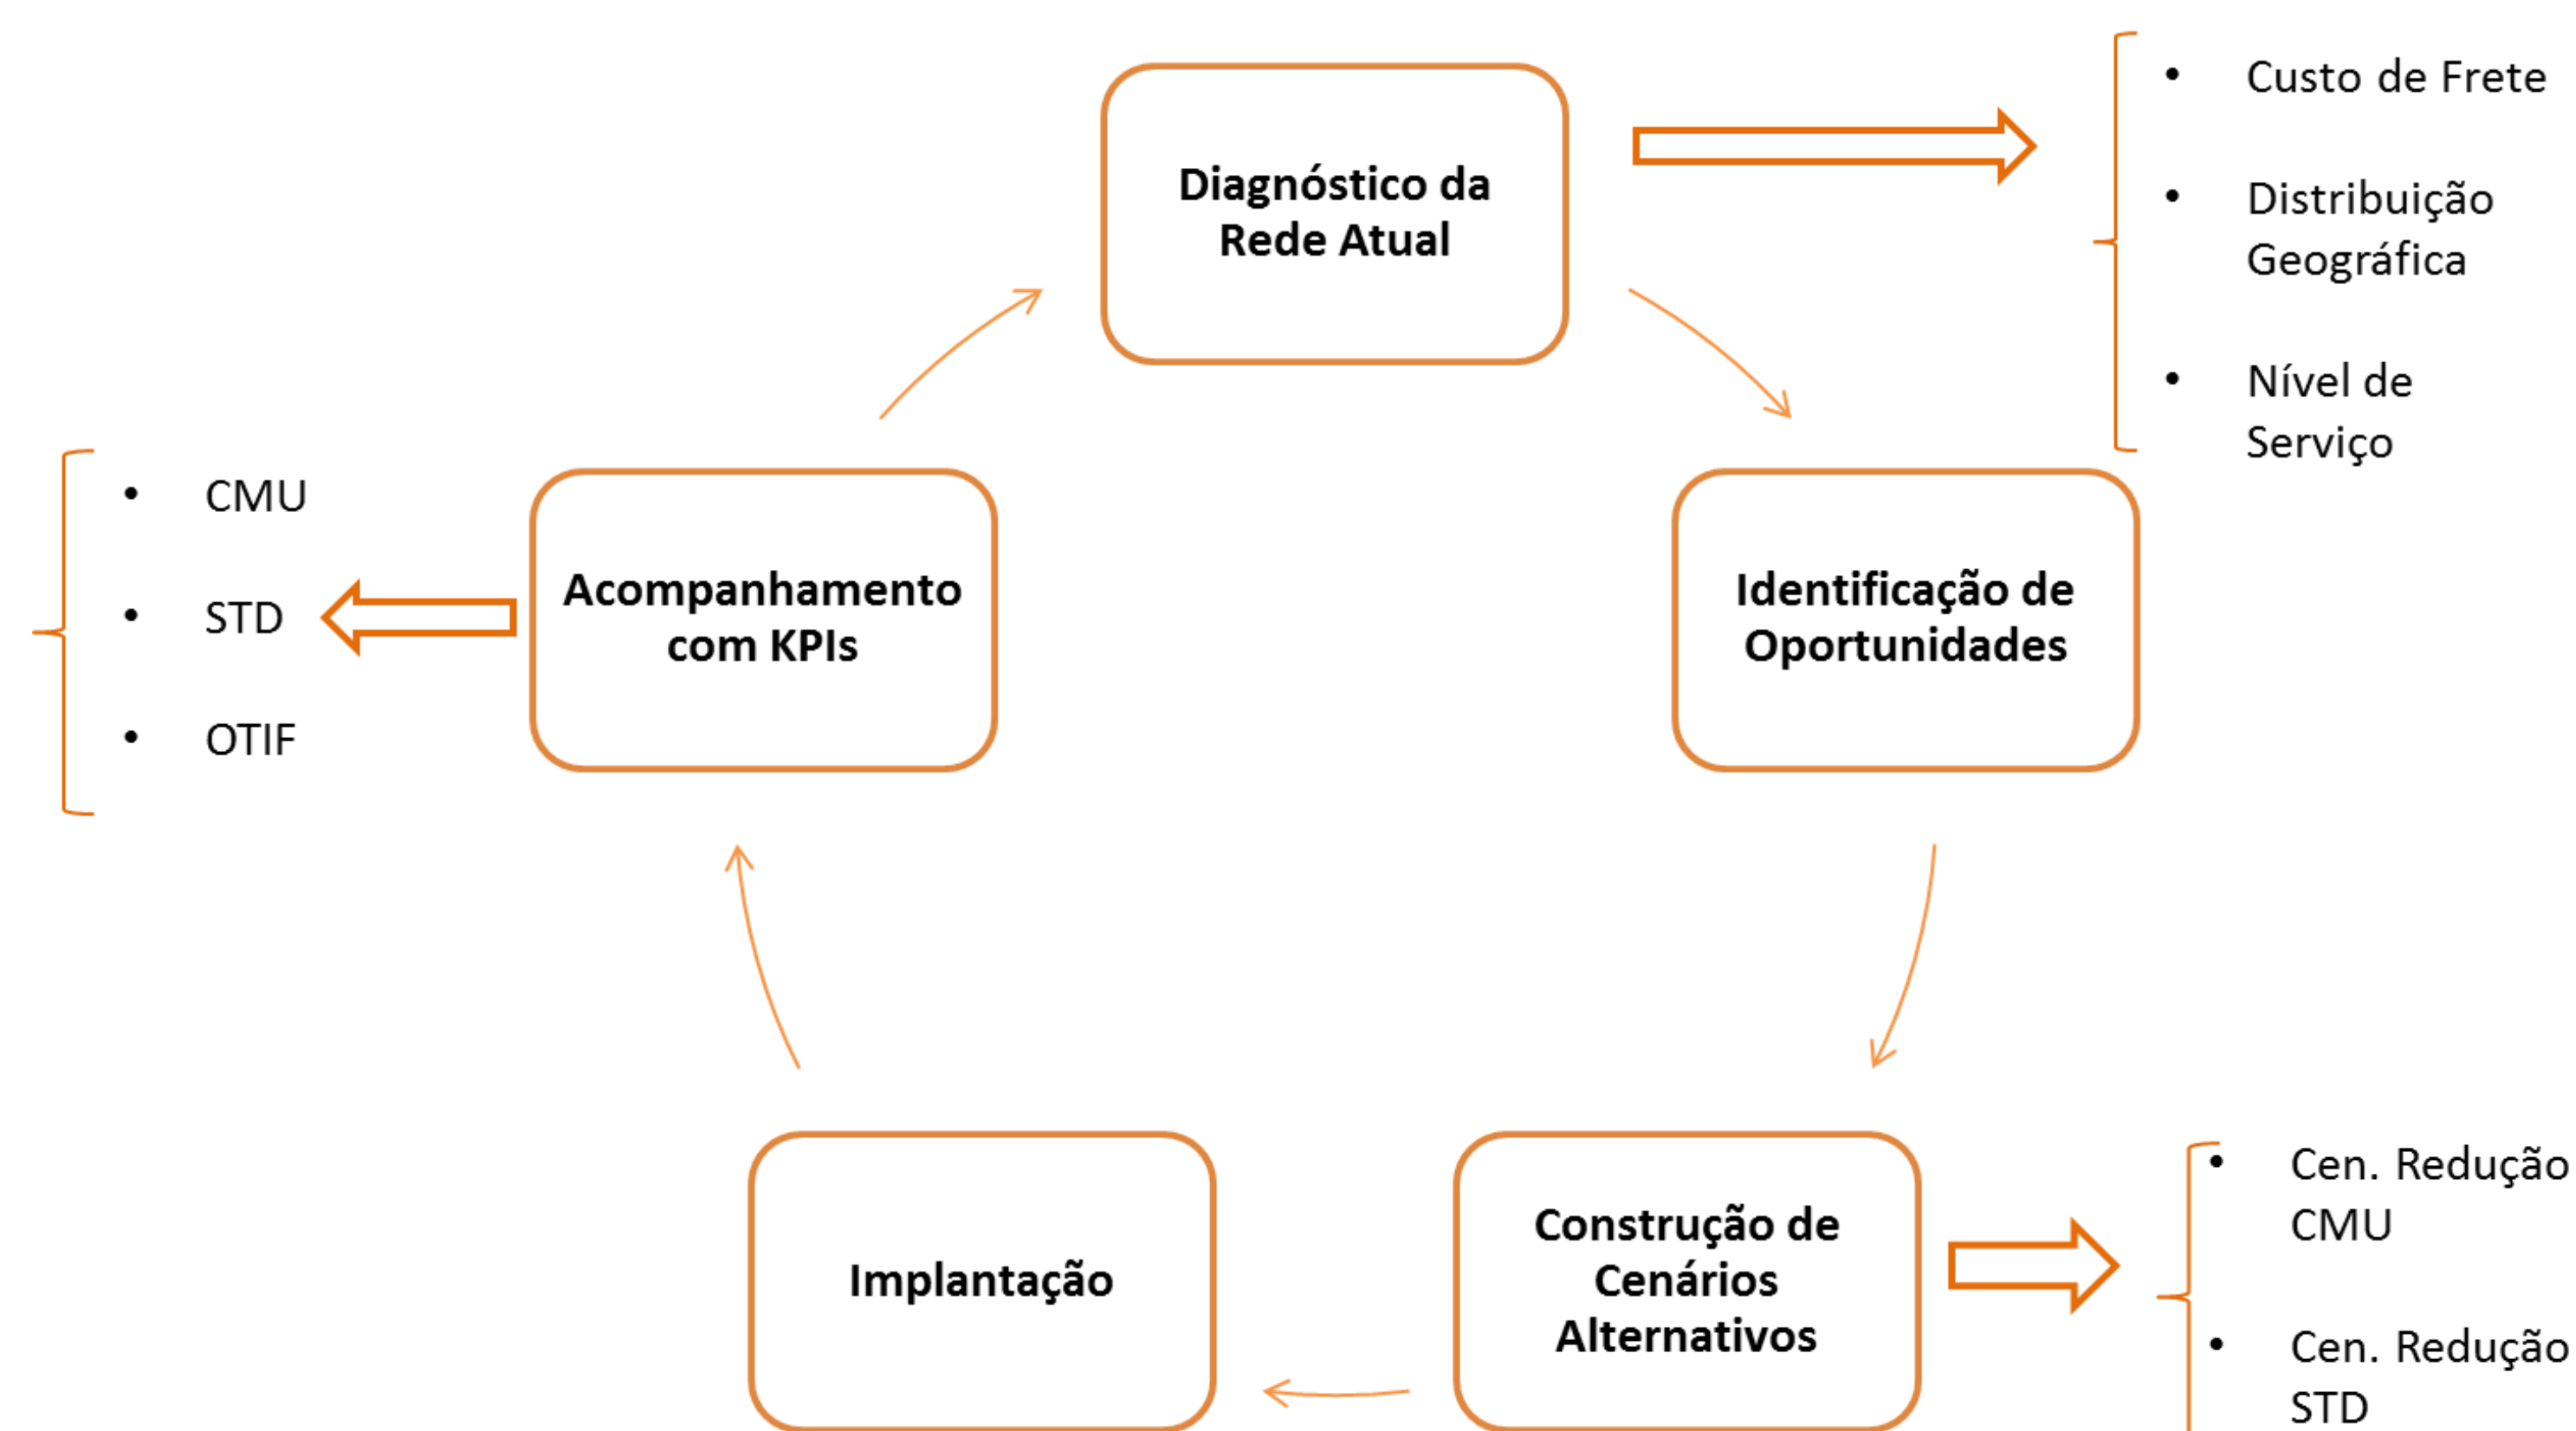 Diagnóstico da
Rede Atual
• Custo de Frete
• Distribuição
Geográfica
• Nível de
Serviço
Identificação de
Oportunidades
Construção de
Cenários
Alternativos
• Cen. Redução
CMU
• Cen. Redução
STD
Implantação
Acompanhamento
com KPIs
• CMU
• STD
• OTIF